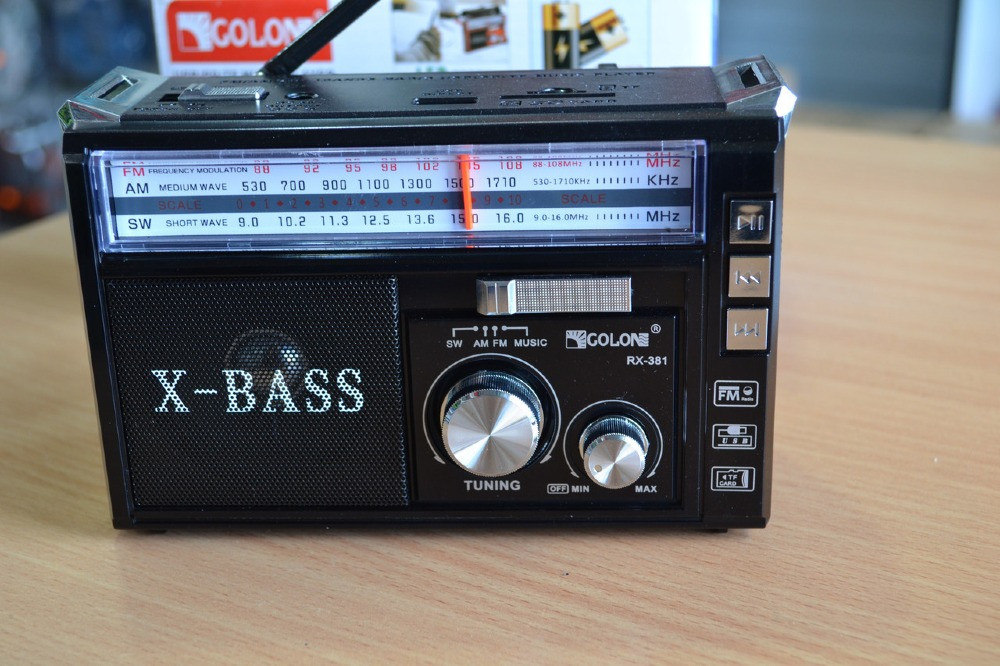 GOLON
FM FREQUENCY MODULATION 88 92 95 98 102 105 108 88-108MHz MHz
AM MEDIUM WAVE 530 700 900 1100 1300 1500 1710 530-1710KHz KHz
SCALE 0 1 2 3 4 5 6 7 9 10 SCALE
SW SHORT WAVE 9.0 10.2 11.3 12.5 13.6 15.0 16.0 9.0-16.0MHz MHz
SW AM FM MUSIC
GOLON ®
RX-381
X-BASS
TUNING
OFF MIN MAX
FM Radio
USB
TF CARD